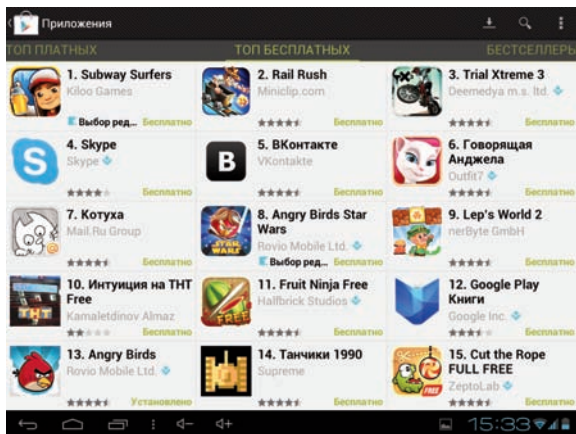 Приложения
ТОП ПЛАТНЫХ
ТОП БЕСПЛАТНЫХ
БЕСТСЕЛЛЕРЫ
1. Subway Surfers
Kiloo Games
Выбор ред... Бесплатно
2. Rail Rush
Miniclip.com
Бесплатно
3. Trial Xtreme 3
Deemedya m.s. ltd.
Бесплатно
4. Skype
Skype
Бесплатно
5. ВКонтакте
VKontakte
Бесплатно
6. Говорящая
Анджела
Outfit7
Бесплатно
7. Котуха
Mail.Ru Group
Бесплатно
8. Angry Birds Star
Wars
Rovio Mobile Ltd.
Выбор ред... Бесплатно
9. Lep's World 2
nerByte GmbH
Бесплатно
10. Интуиция на ТНТ
Free
Kamaletdinov Almaz
Бесплатно
11. Fruit Ninja Free
Halfbrick Studios
Бесплатно
12. Google Play
Книги
Google Inc.
Бесплатно
13. Angry Birds
Rovio Mobile Ltd.
Установлено
14. Танчики 1990
Supreme
Бесплатно
15. Cut the Rope
FULL FREE
ZeptoLab
Бесплатно
15:33